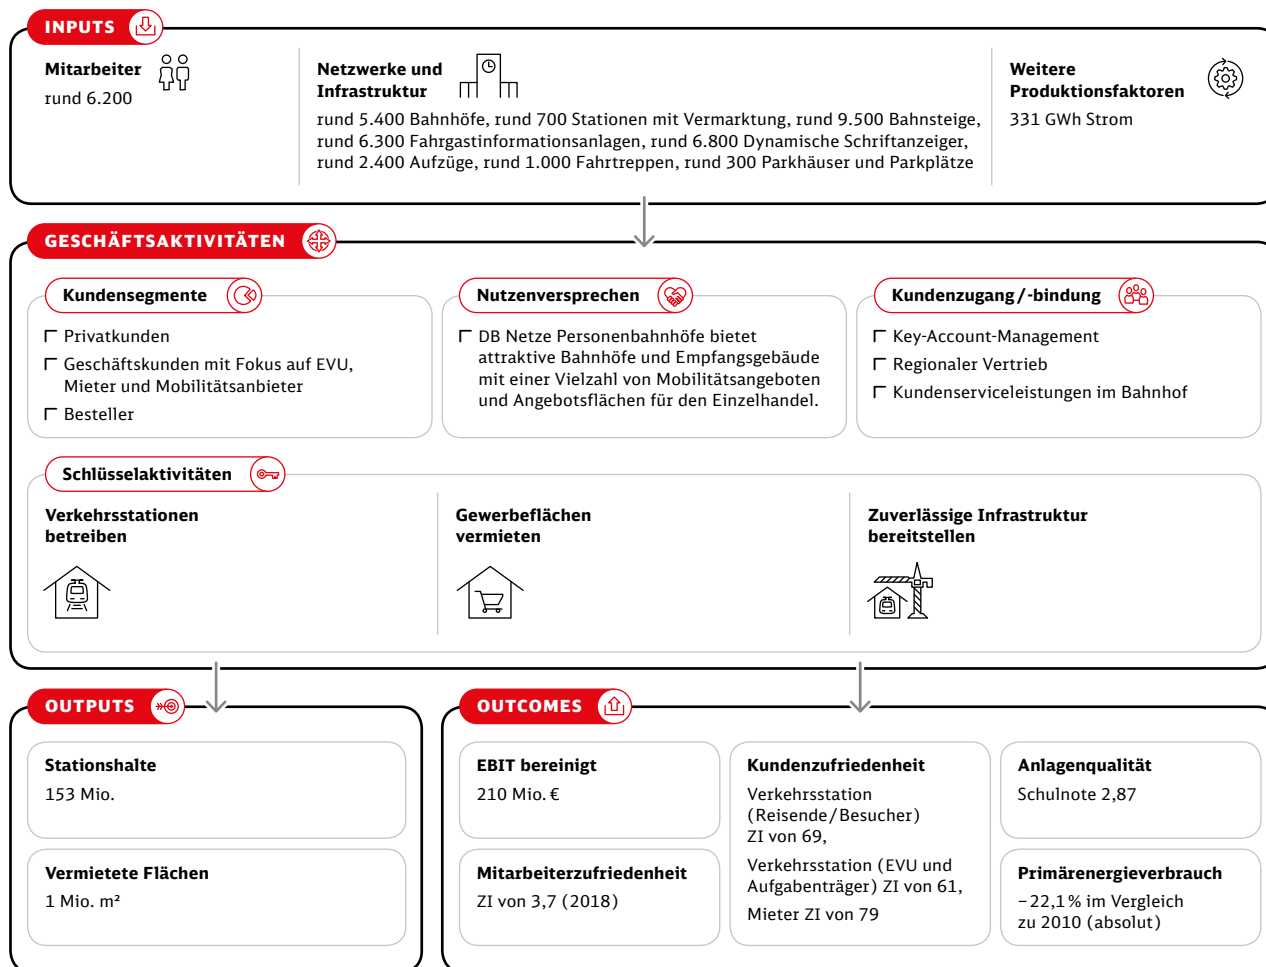 INPUTS
Mitarbeiter
rund 6.200
Netzwerke und
Infrastruktur
rund 5.400 Bahnhöfe, rund 700 Stationen mit Vermarktung, rund 9.500 Bahnsteige,
rund 6.300 Fahrgastinformationsanlagen, rund 6.800 Dynamische Schriftanzeiger,
rund 2.400 Aufzüge, rund 1.000 Fahrtreppen, rund 300 Parkhäuser und Parkplätze
Weitere
Produktionsfaktoren
331 GWh Strom
GESCHÄFTSAKTIVITÄTEN
Kundensegmente
Privatkunden
Geschäftskunden mit Fokus auf EVU,
Mieter und Mobilitätsanbieter
Besteller
Nutzenversprechen
DB Netze Personenbahnhöfe bietet
attraktive Bahnhöfe und Empfangsgebäude
mit einer Vielzahl von Mobilitätsangeboten
und Angebotsflächen für den Einzelhandel.
Kundenzugang/-bindung
Key-Account-Management
Regionaler Vertrieb
Kundenserviceleistungen im Bahnhof
Schlüsselaktivitäten
Verkehrsstationen
betreiben
Gewerbeflächen
vermieten
Zuverlässige Infrastruktur
bereitstellen
OUTPUTS
Stationshalte
153 Mio.
Vermietete Flächen
1 Mio. m²
OUTCOMES
EBIT bereinigt
210 Mio. €
Mitarbeiterzufriedenheit
ZI von 3,7 (2018)
Kundenzufriedenheit
Verkehrsstation
(Reisende/Besucher)
ZI von 69,
Verkehrsstation (EVU und
Aufgabenträger) ZI von 61,
Mieter ZI von 79
Anlagenqualität
Schulnote 2,87
Primärenergieverbrauch
–22,1% im Vergleich
zu 2010 (absolut)